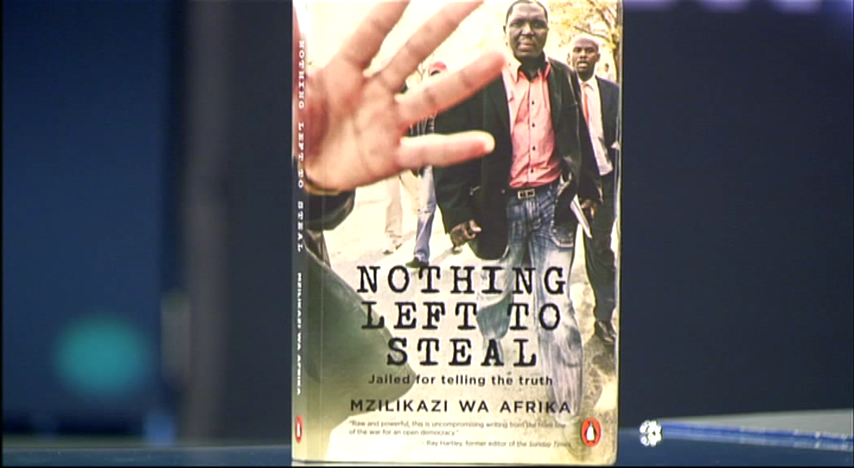 NOTHING LEFT TO STEAL MZILIKAZI WA AFRIKA
NOTHING
LEFT TO
STEAL
Jailed for telling the truth
MZILIKAZI WA AFRIKA
"Raw and powerful, this is uncompromising writing from the front line
of the war for an open democracy."
- Ray Hartley, former editor of the Sunday Times